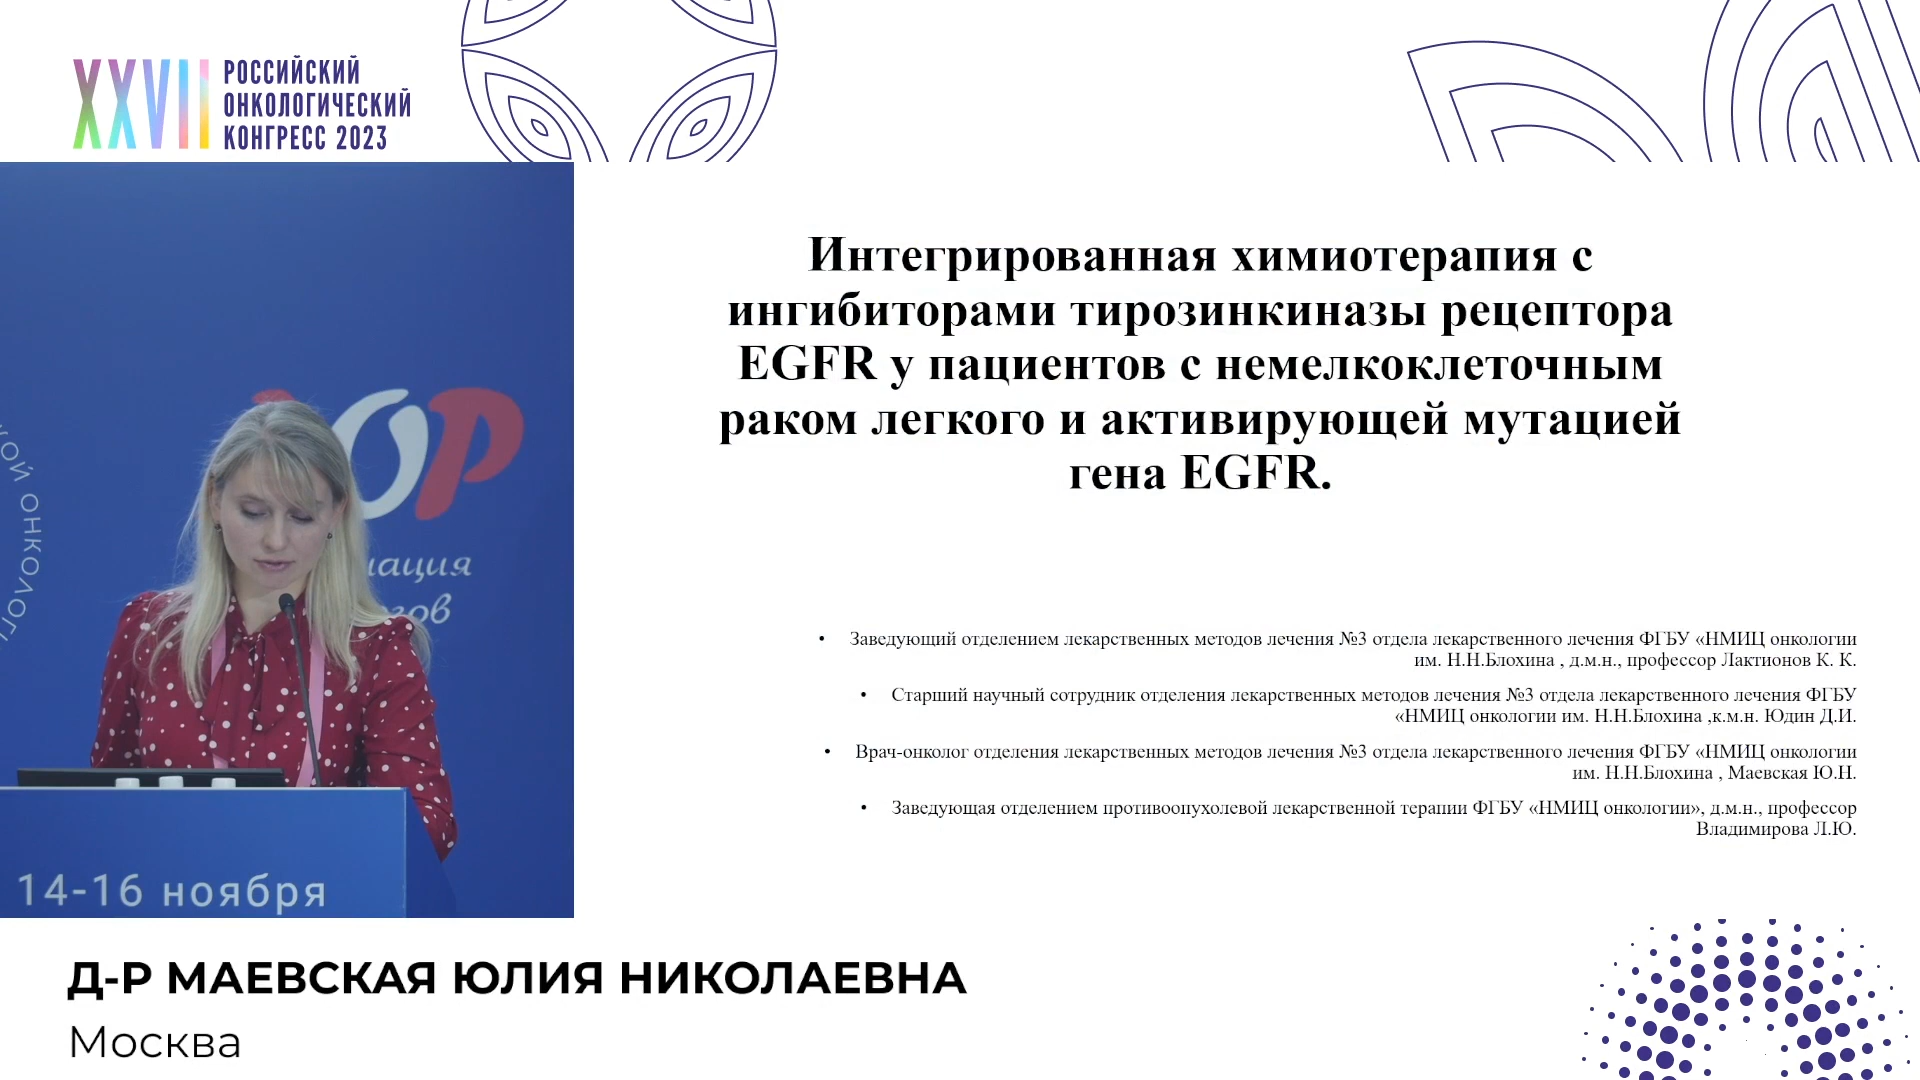 XXVII
РОССИЙСКИЙ
ОНКОЛОГИЧЕСКИЙ
КОНГРЕСС 2023
Интегрированная химиотерапия с
ингибиторами тирозинкиназы рецептора
EGFR у пациентов с немелкоклеточным
раком легкого и активирующей мутацией
гена EGFR.
• Заведующий отделением лекарственных методов лечения №3 отдела лекарственного лечения ФГБУ «НМИЦ онкологии
им. Н.Н.Блохина , д.м.н., профессор Лактионов К. К.
• Старший научный сотрудник отделения лекарственных методов лечения №3 отдела лекарственного лечения ФГБУ
«НМИЦ онкологии им. Н.Н.Блохина ,к.м.н. Юдин Д.И.
• Врач-онколог отделения лекарственных методов лечения №3 отдела лекарственного лечения ФГБУ «НМИЦ онкологии
им. Н.Н.Блохина , Маевская Ю.Н.
• Заведующая отделением противоопухолевой лекарственной терапии ФГБУ «НМИЦ онкологии», д.м.н., профессор
Владимирова Л.Ю.
14-16 ноября
Д-Р МАЕВСКАЯ ЮЛИЯ НИКОЛАЕВНА
Москва